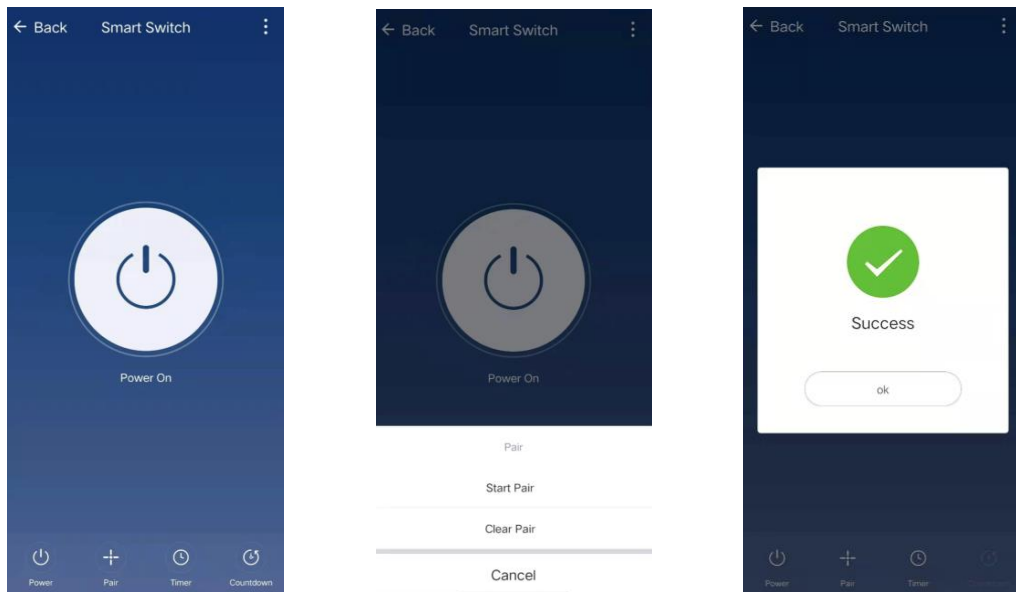 ← Back Smart Switch
Power On
Power Pair Timer Countdown
← Back Smart Switch
Power On
Pair
Start Pair
Clear Pair
Cancel
← Back Smart Switch
Success
ok
Power Pair Timer